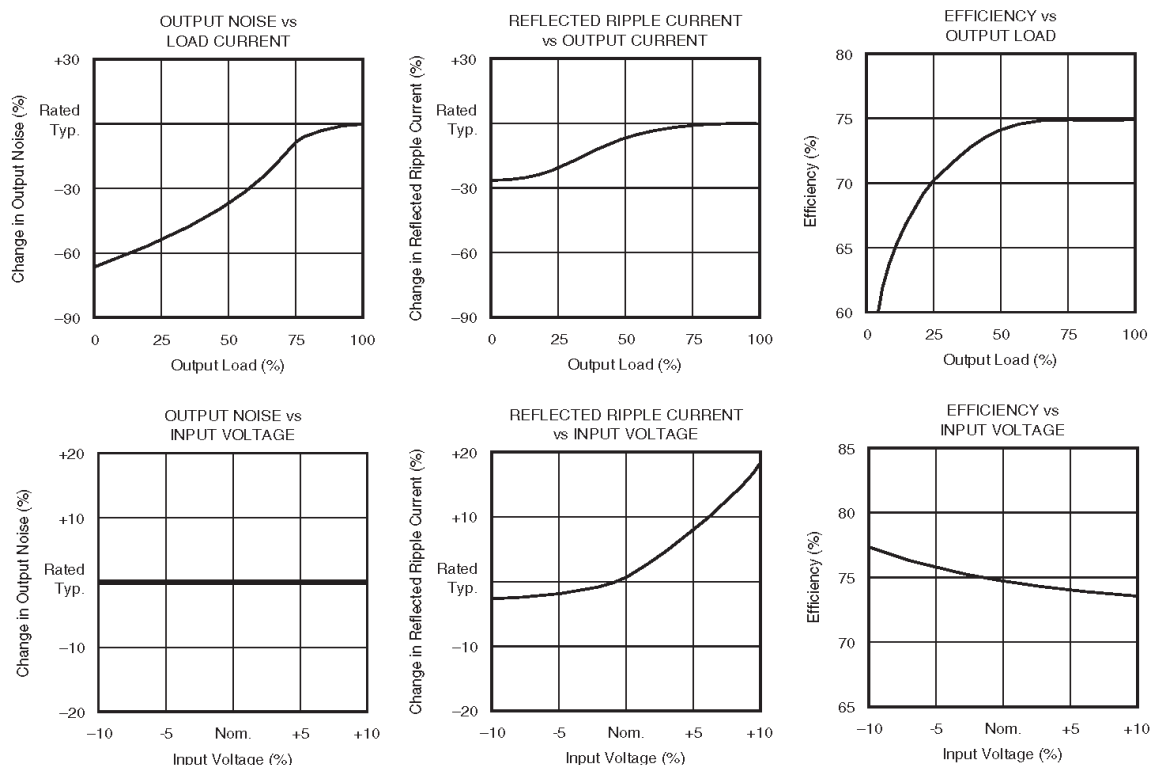 OUTPUT NOISE vs
LOAD CURRENT
Change in Output Noise (%)
+30
Rated
Typ.
–30
–60
–90
0 25 50 75 100
Output Load (%)
REFLECTED RIPPLE CURRENT
vs OUTPUT CURRENT
Change in Reflected Ripple Current (%)
+30
Rated
Typ.
–30
–60
–90
0 25 50 75 100
Output Load (%)
EFFICIENCY vs
OUTPUT LOAD
Efficiency (%)
80
75
70
65
60
0 25 50 75 100
Output Load (%)
OUTPUT NOISE vs
INPUT VOLTAGE
Change in Output Noise (%)
+20
+10
Rated
Typ.
–10
–20
–10 -5 Nom. +5 +10
Input Voltage (%)
REFLECTED RIPPLE CURRENT
vs INPUT VOLTAGE
Change in Reflected Ripple Current (%)
+20
+10
Rated
Typ.
–10
–20
–10 -5 Nom. +5 +10
Input Voltage (%)
EFFICIENCY vs
INPUT VOLTAGE
Efficiency (%)
85
80
75
70
65
–10 -5 Nom. +5 +10
Input Voltage (%)